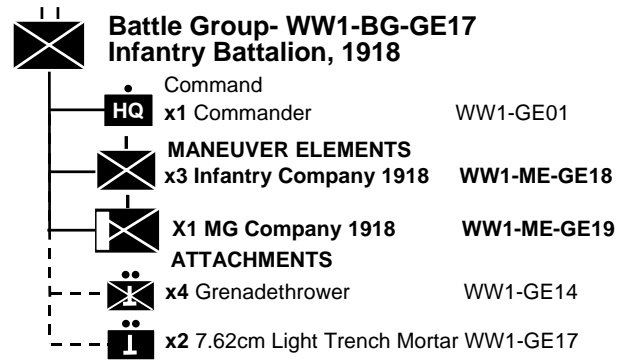 Battle Group- WW1-BG-GE17
Infantry Battalion, 1918
Command
HQ x1 Commander WW1-GE01
MANEUVER ELEMENTS
x3 Infantry Company 1918 WW1-ME-GE18
X1 MG Company 1918 WW1-ME-GE19
ATTACHMENTS
x4 Grenadethrower WW1-GE14
x2 7.62cm Light Trench Mortar WW1-GE17